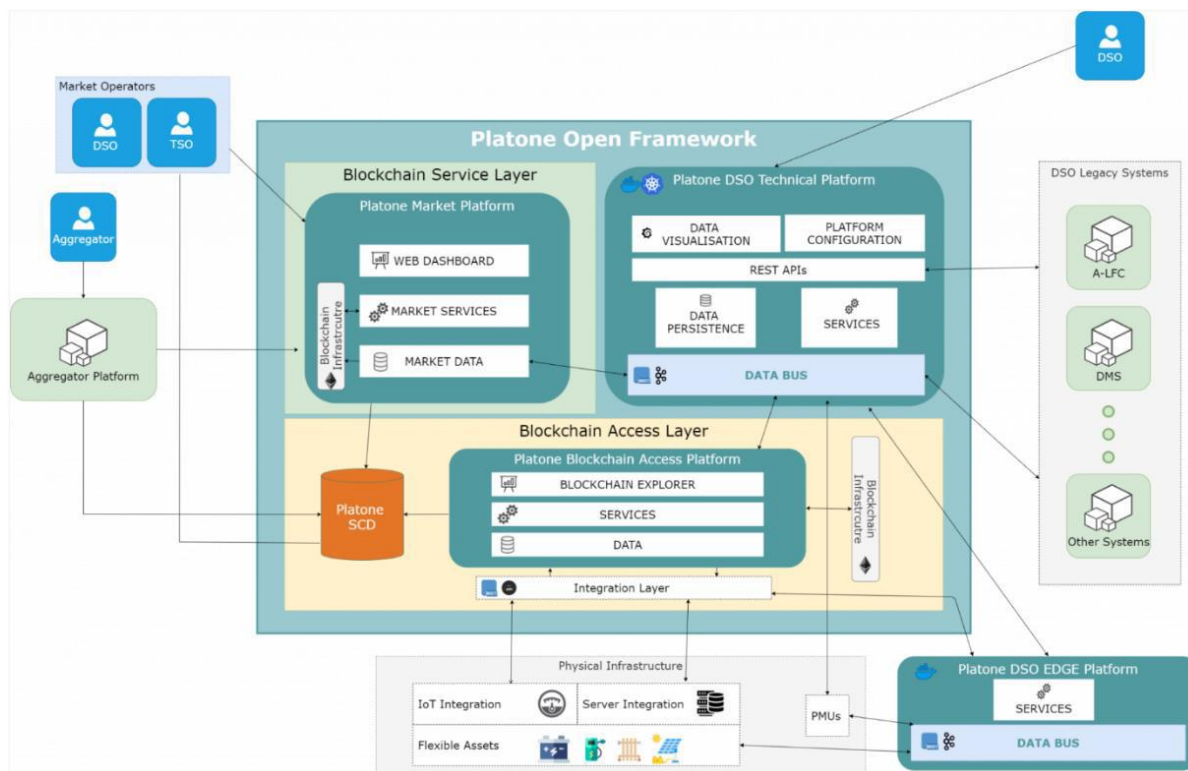 DSO
Market Operators
DSO
TSO
Platone Open Framework
Blockchain Service Layer
Platone DSO Technical Platform
DSO Legacy Systems
Platone Market Platform
Aggregator
DATA
VISUALISATION
PLATFORM
CONFIGURATION
WEB DASHBOARD
REST APIs
A-LFC
Blockchain
Infrastrcutre
MARKET SERVICES
DATA
PERSISTENCE
SERVICES
MARKET DATA
Aggregator Platform
DATA BUS
DMS
Blockchain Access Layer
Platone Blockchain Access Platform
BLOCKCHAIN EXPLORER
Blockchain
Infrastrcutre
Platone
SCD
SERVICES
DATA
Other Systems
Integration Layer
Physical Infrastructure
Platone DSO EDGE Platform
IoT Integration
Server Integration
SERVICES
PMUs
Flexible Assets
DATA BUS